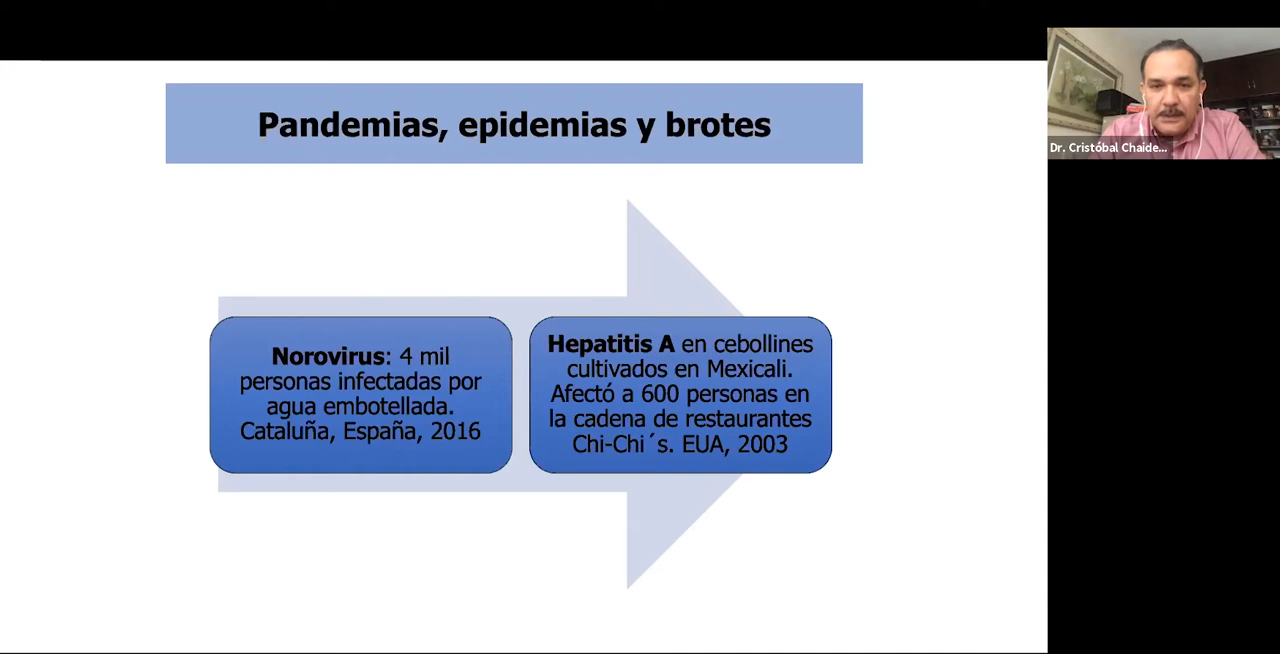 Pandemias, epidemias y brotes
Norovirus: 4 mil
personas infectadas por
agua embotellada.
Cataluña, España, 2016
Hepatitis A en cebollines
cultivados en Mexicali.
Afectó a 600 personas en
la cadena de restaurantes
Chi-Chi´s. EUA, 2003
Dr. Cristóbal Chaide...